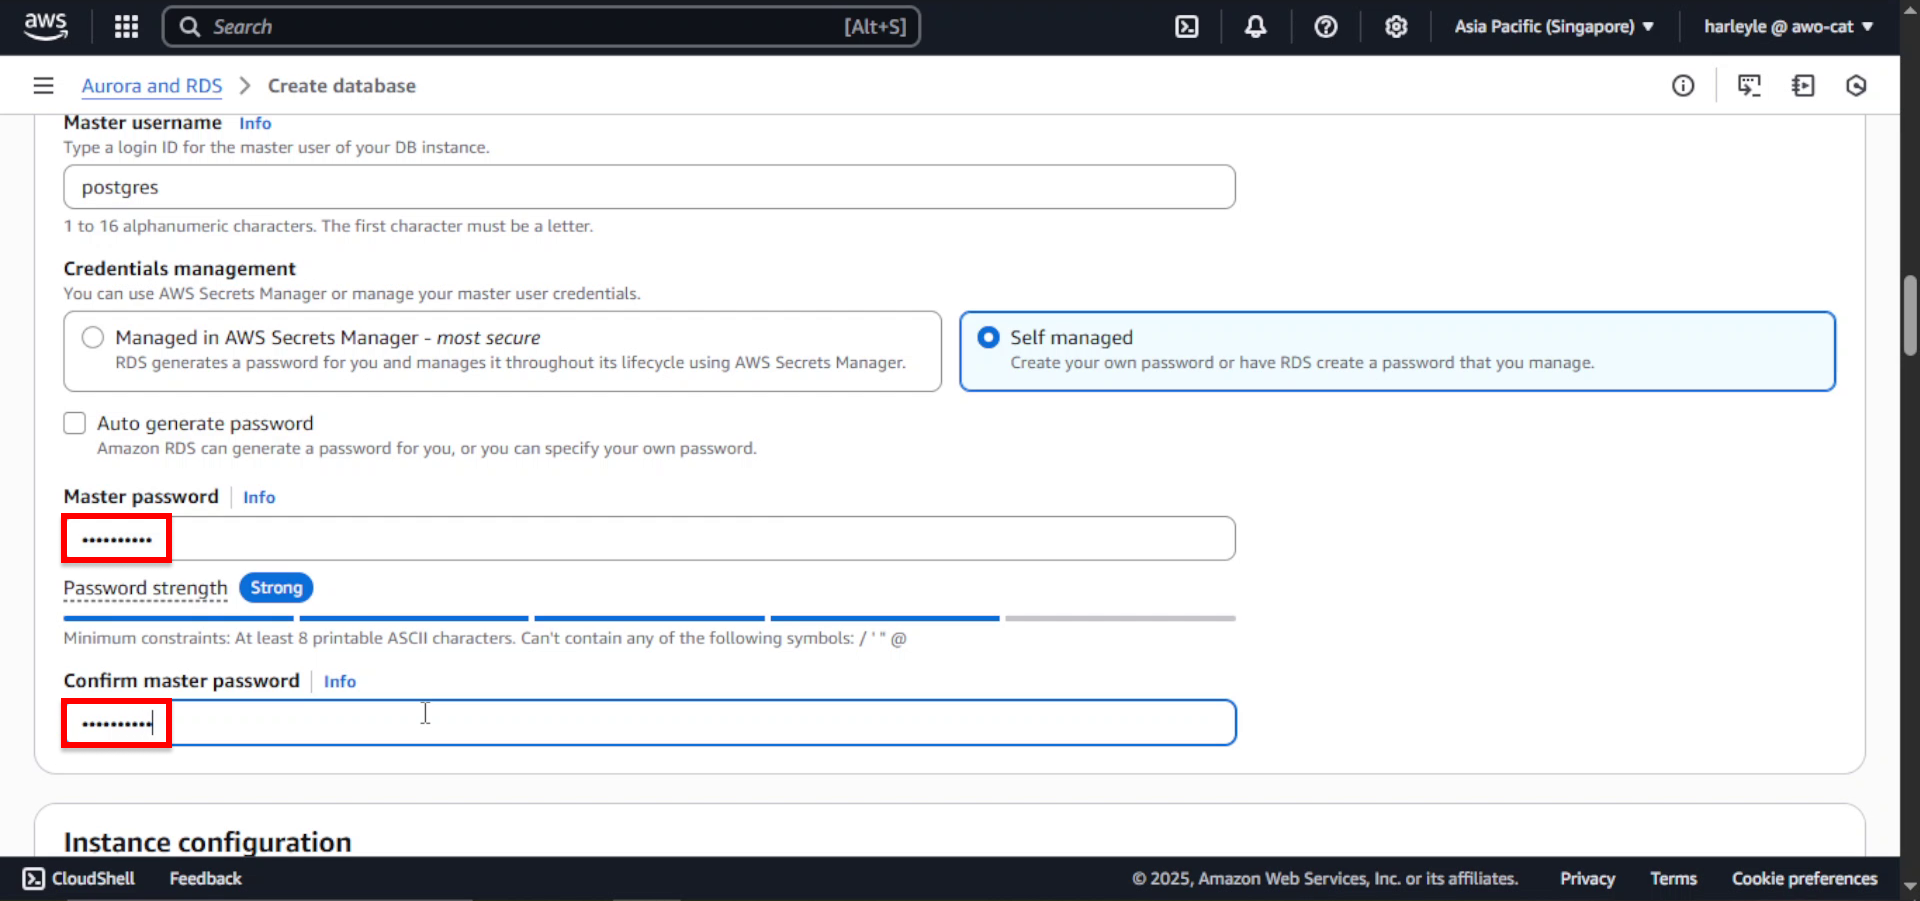 aws
Search [Alt+S]
Asia Pacific (Singapore) ▼
harleyle @ awo-cat ▼
Aurora and RDS > Create database
Master username Info
Type a login ID for the master user of your DB instance.
postgres
1 to 16 alphanumeric characters. The first character must be a letter.
Credentials management
You can use AWS Secrets Manager or manage your master user credentials.
Managed in AWS Secrets Manager - most secure
RDS generates a password for you and manages it throughout its lifecycle using AWS Secrets Manager.
Self managed
Create your own password or have RDS create a password that you manage.
Auto generate password
Amazon RDS can generate a password for you, or you can specify your own password.
Master password Info
••••••••••
Password strength Strong
Minimum constraints: At least 8 printable ASCII characters. Can't contain any of the following symbols: / ' " @
Confirm master password Info
••••••••••
Instance configuration
CloudShell Feedback © 2025, Amazon Web Services, Inc. or its affiliates. Privacy Terms Cookie preferences